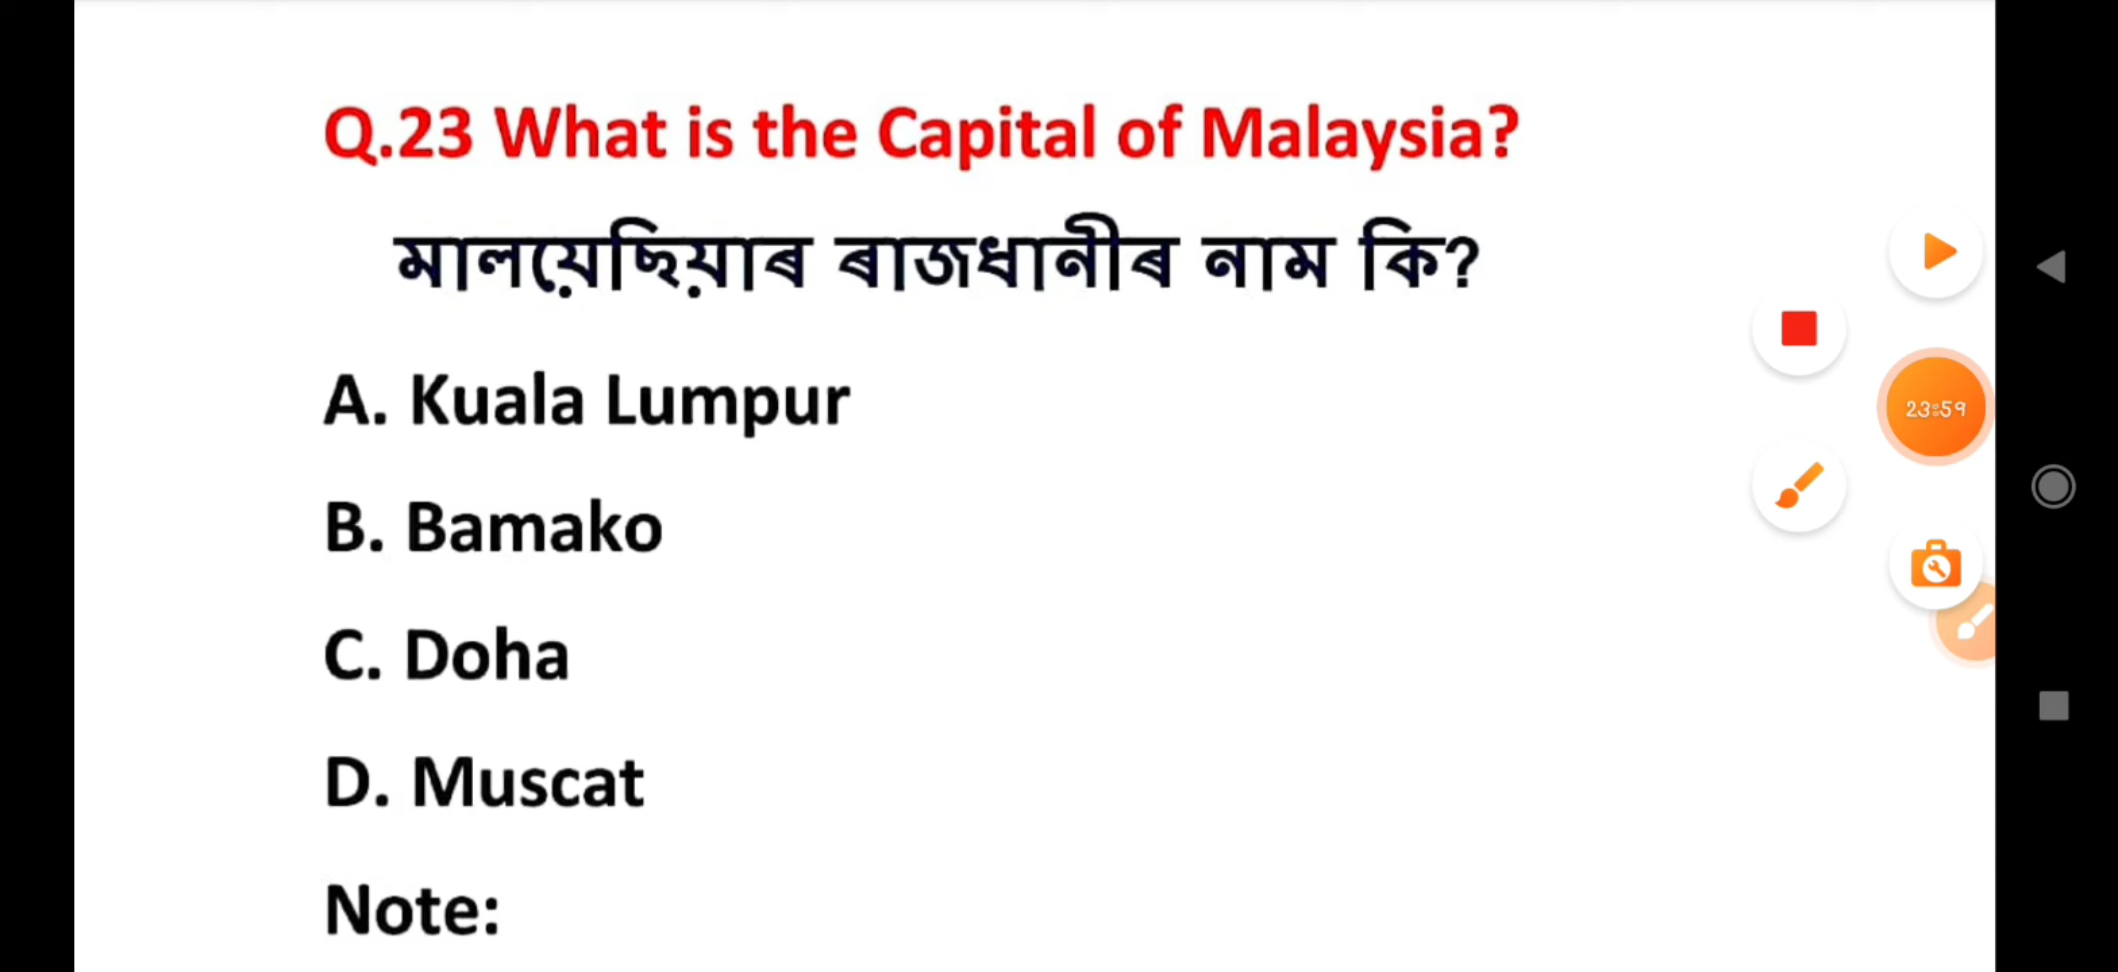 Q.23 What is the Capital of Malaysia?
মালয়েছিয়াৰ ৰাজধানীৰ নাম কি?
A. Kuala Lumpur
B. Bamako
C. Doha
D. Muscat
Note:
23:59